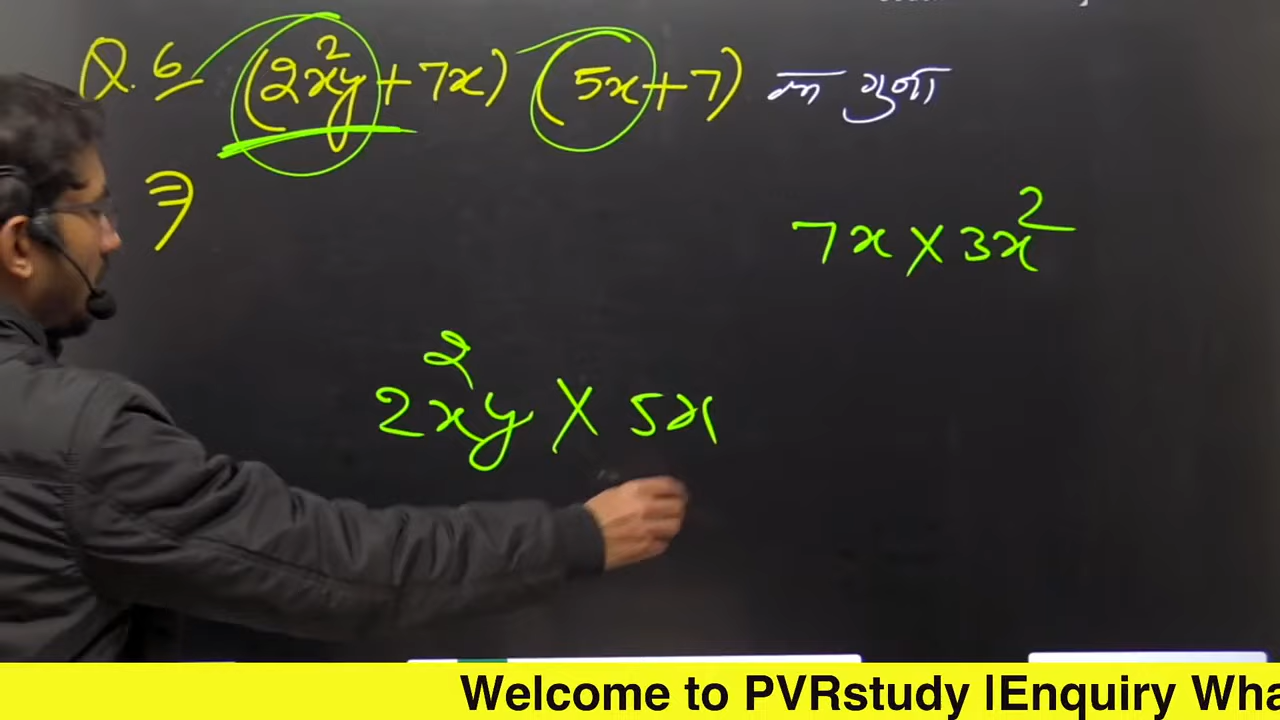 Q. 6 (2x²y + 7x) (5x + 7) का गुणा
⇒
7x × 3x²
2x²y × 5x
Welcome to PVRstudy |Enquiry Wha